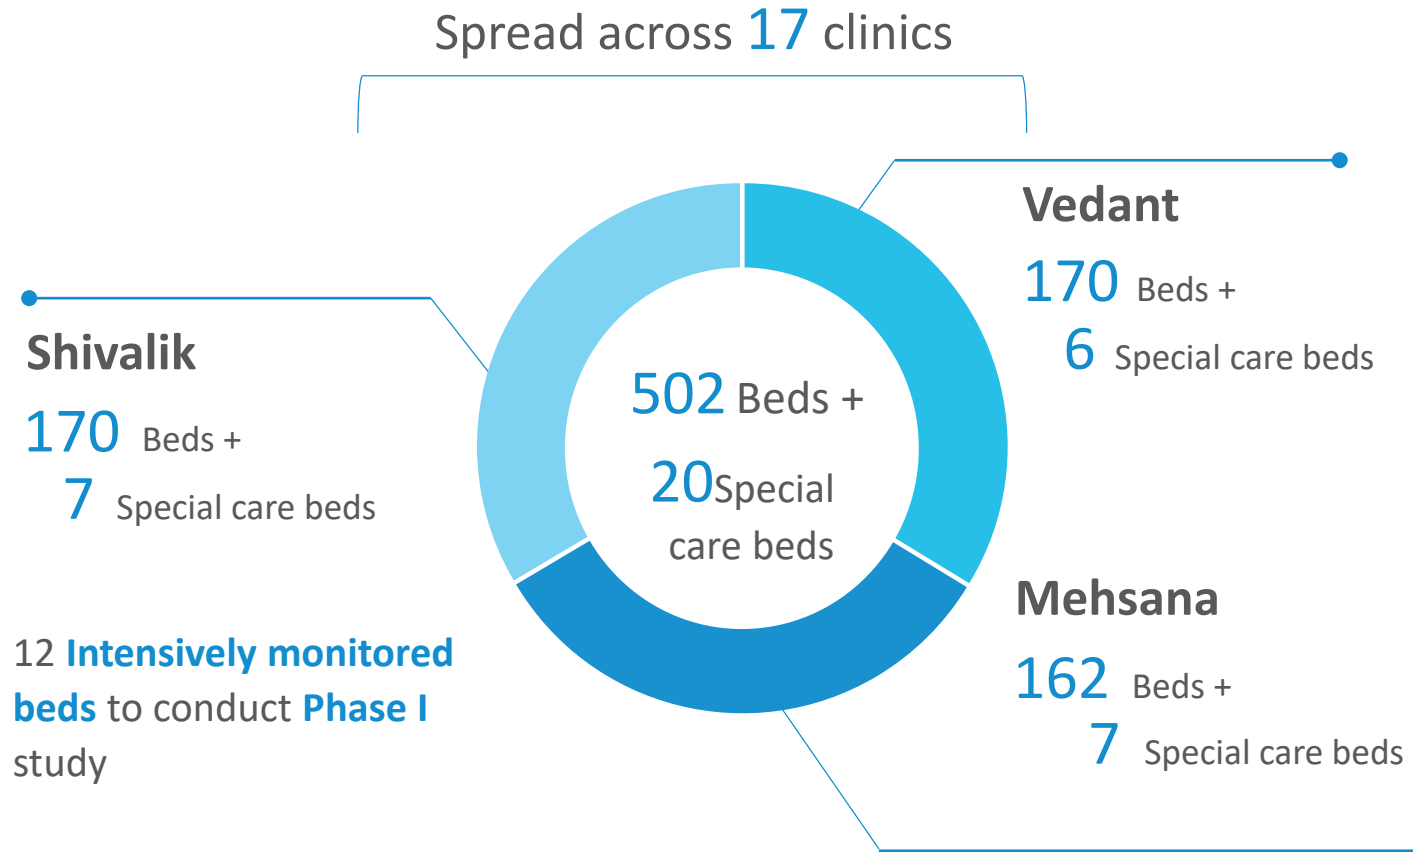 Spread across 17 clinics
Vedant
170 Beds +
6 Special care beds
Shivalik
170 Beds +
7 Special care beds
502 Beds +
20Special
care beds
Mehsana
162 Beds +
7 Special care beds
12 Intensively monitored
beds to conduct Phase I
study